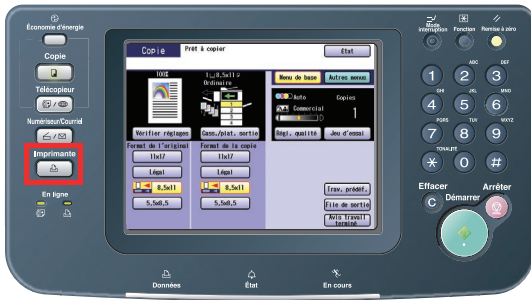 Économie d'énergie
Copie
Télécopieur
Numériseur/Courriel
Imprimante
En ligne
Copie
Prêt à copier
État
100%
1 8,5x11
Ordinaire
Vérifier réglages
Cass./plat. sortie
Menu de base
Autres menus
Auto
Commercial
Copies
1
Régl. qualité
Jeu d'essai
Format de l'original
11x17
Légal
8,5x11
5,5x8,5
Format de la copie
11x17
Légal
8,5x11
5,5x8,5
Trav. prédéf.
File de sortie
Avis travail
terminé
Mode
interruption
Fonction
Remise à zéro
1
ABC
2
DEF
3
GHI
4
JKL
5
MNO
6
PQRS
7
TUV
8
WXYZ
9
TONALITÉ
*
0
#
Effacer
C
Démarrer
Arrêter
Données
État
En cours